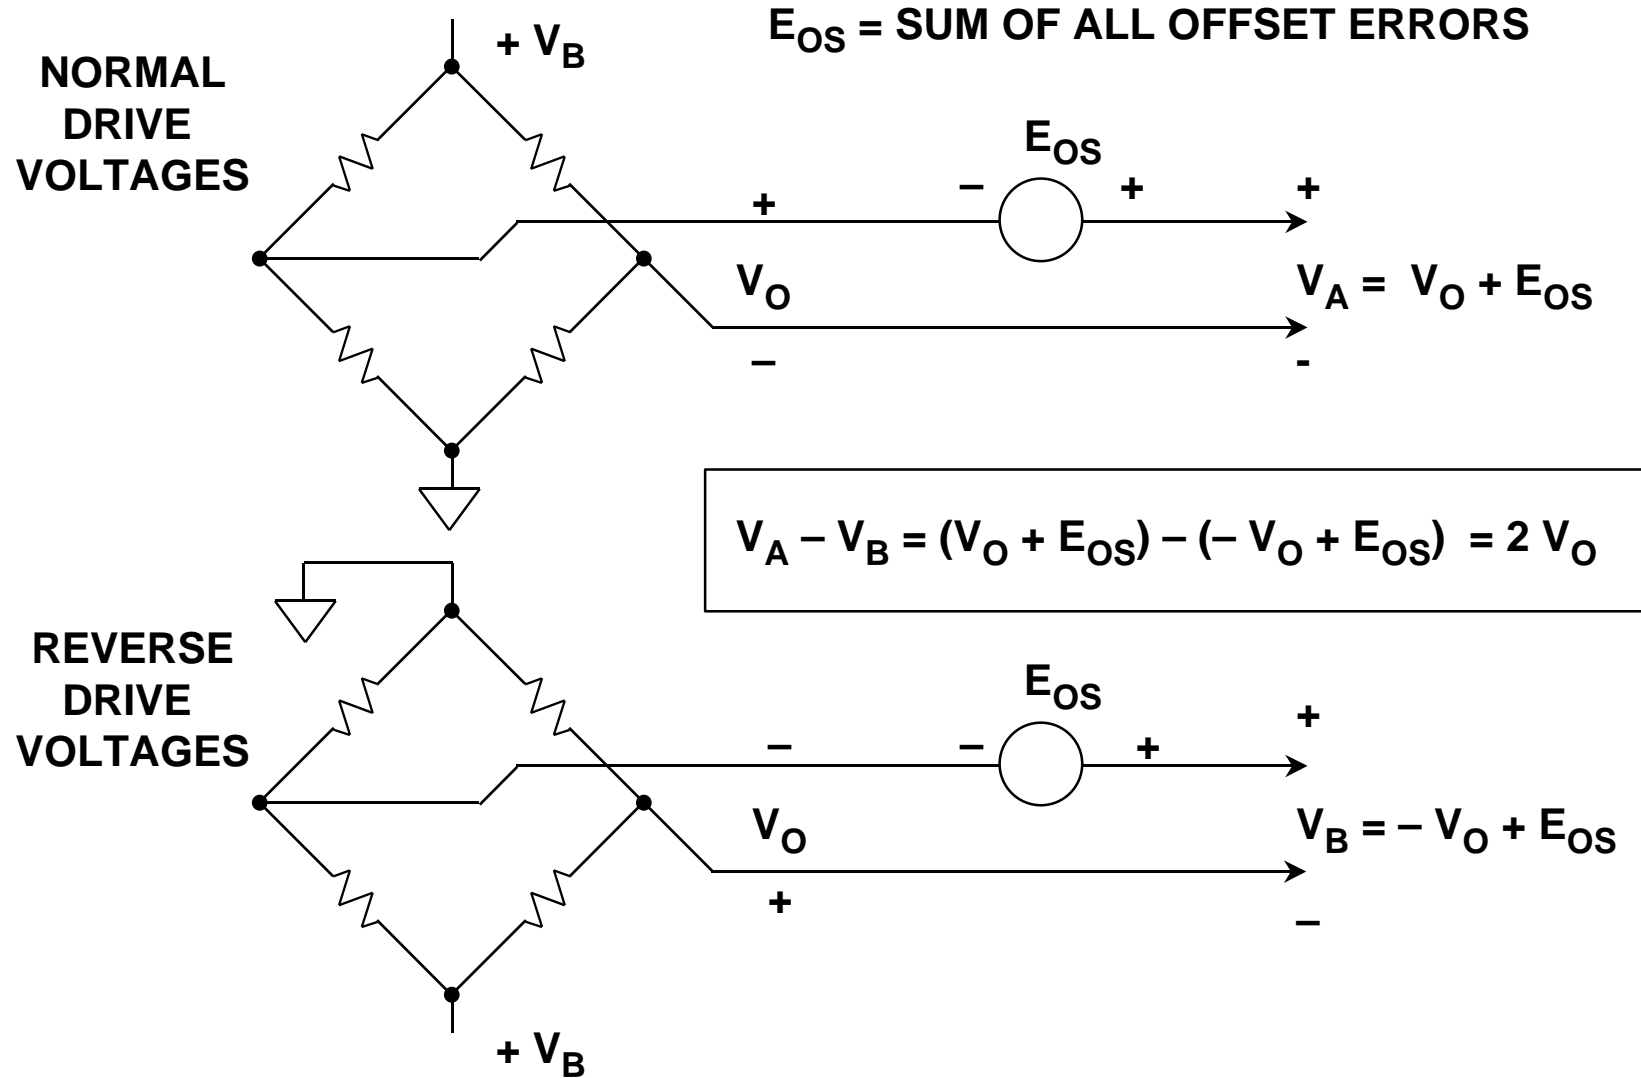 E_OS = SUM OF ALL OFFSET ERRORS
+ V_B
NORMAL
DRIVE
VOLTAGES
E_OS
+
–
+
+
V_O
V_A = V_O + E_OS
–
-
V_A – V_B = (V_O + E_OS) – (– V_O + E_OS) = 2 V_O
REVERSE
DRIVE
VOLTAGES
E_OS
–
–
+
+
V_O
V_B = – V_O + E_OS
+
–
+ V_B